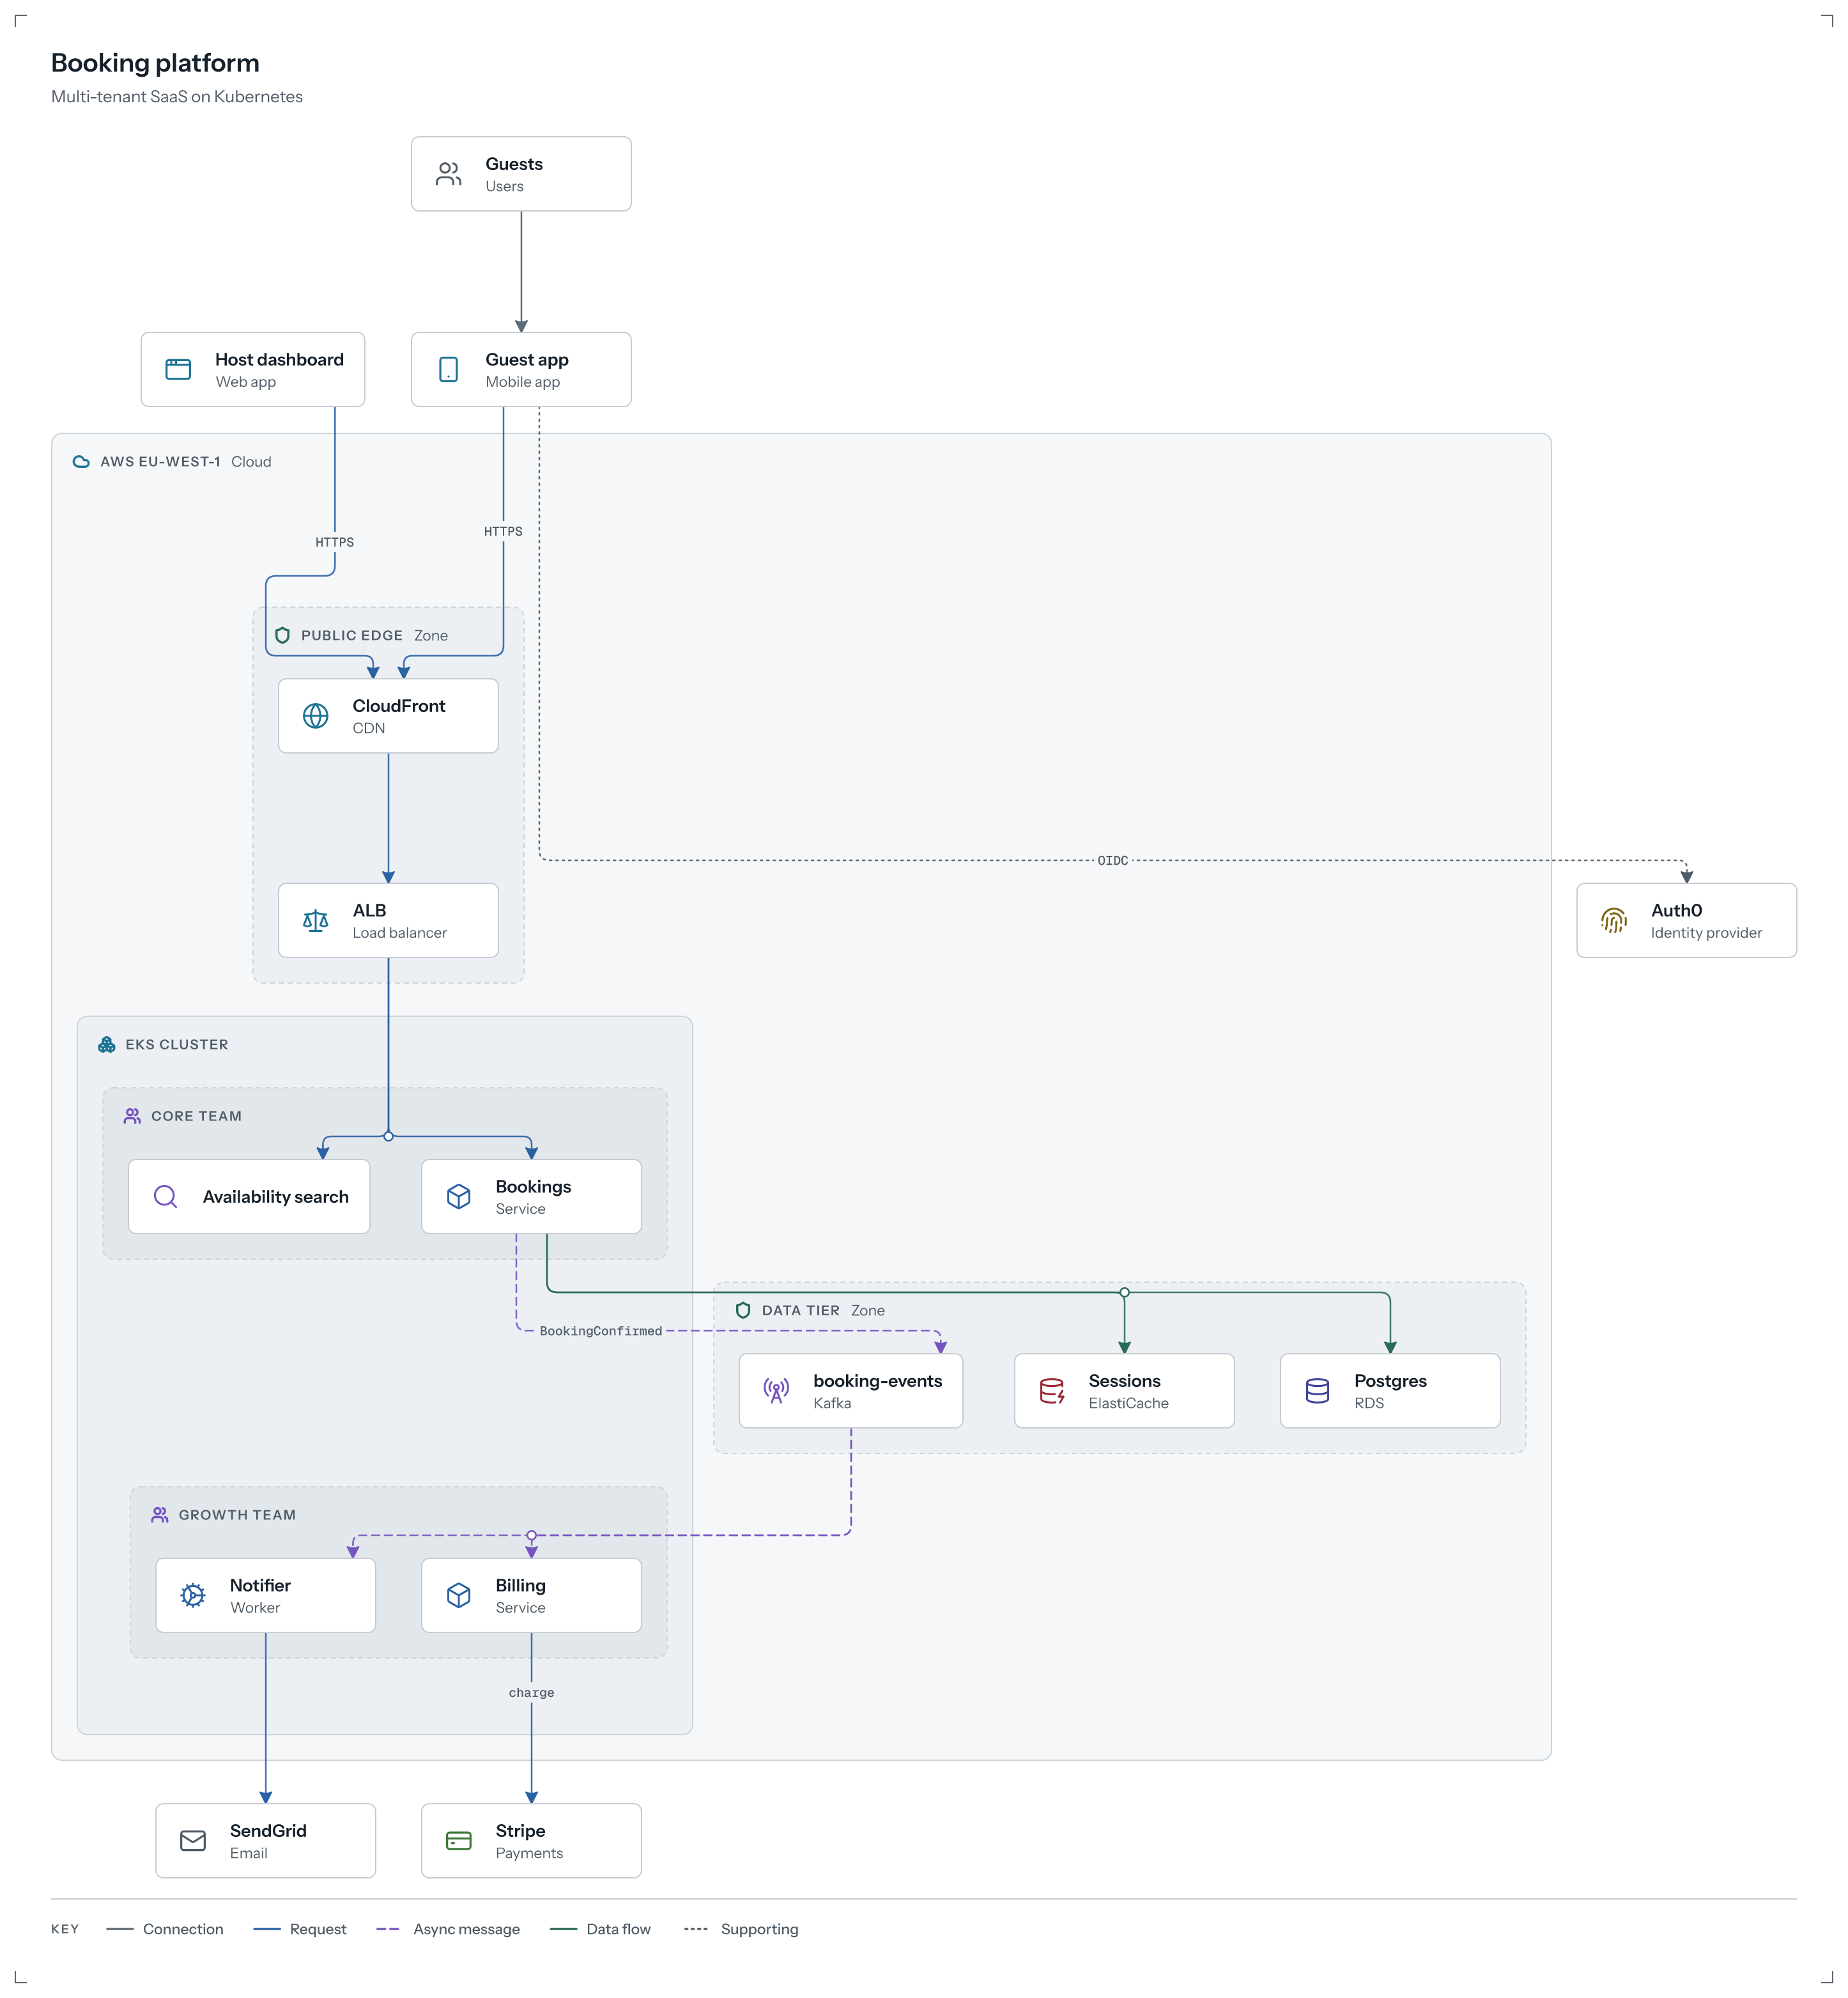 Booking platform
Multi-tenant SaaS on Kubernetes
Guests
Users
Host dashboard
Web app
Guest app
Mobile app
AWS EU-WEST-1 Cloud
HTTPS
HTTPS
PUBLIC EDGE Zone
CloudFront
CDN
OIDC
ALB
Load balancer
Auth0
Identity provider
EKS CLUSTER
CORE TEAM
Availability search
Bookings
Service
DATA TIER Zone
BookingConfirmed
booking-events
Kafka
Sessions
ElastiCache
Postgres
RDS
GROWTH TEAM
Notifier
Worker
Billing
Service
charge
SendGrid
Email
Stripe
Payments
KEY Connection Request Async message Data flow Supporting